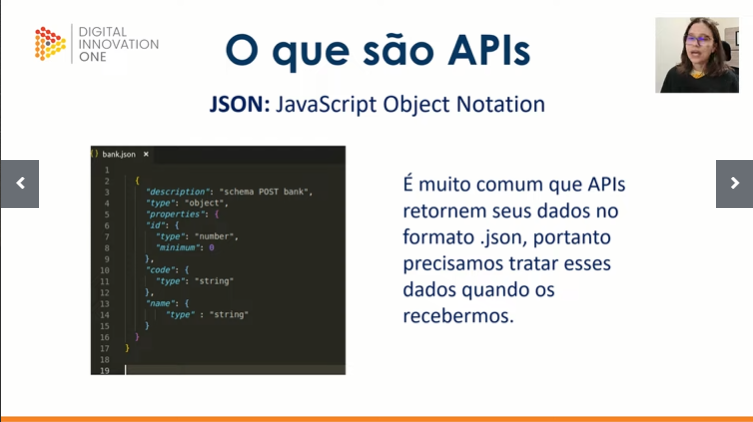 DIGITAL
INNOVATION
ONE
O que são APIs
JSON: JavaScript Object Notation
{} bank.json ×
1
2 {
3 "description": "schema POST bank",
4 "type": "object",
5 "properties": {
6 "id": {
7 "type": "number",
8 "minimum": 0
9 },
10 "code": {
11 "type": "string"
12 },
13 "name": {
14 "type" : "string"
15 }
16 }
17 }
18
19
É muito comum que APIs
retornem seus dados no
formato .json, portanto
precisamos tratar esses
dados quando os
recebermos.